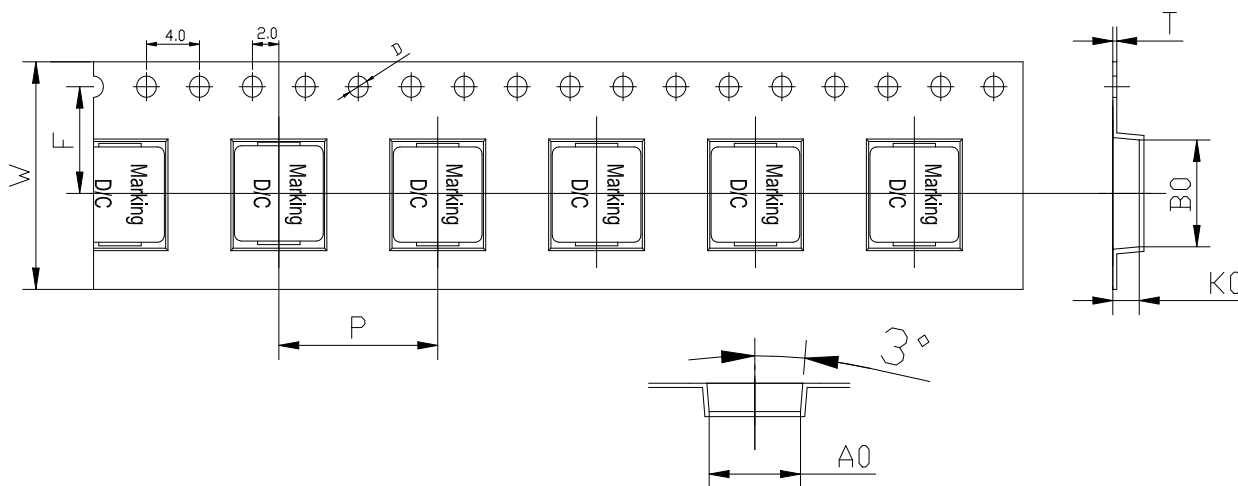 4.0
2.0
D
T
F
W
Marking
D/C
Marking
D/C
Marking
D/C
Marking
D/C
Marking
D/C
Marking
D/C
B0
K0
P
3°
A0